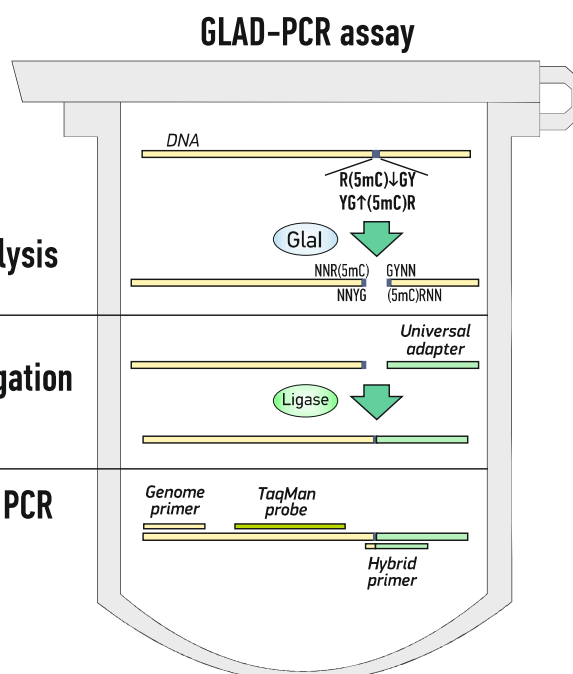 GLAD-PCR assay
DNA
R(5mC)↓GY
YG↑(5mC)R
lysis
GlaI
NNR(5mC) GYNN
NNYG (5mC)RNN
Universal
adapter
gation
Ligase
PCR
Genome
primer
TaqMan
probe
Hybrid
primer